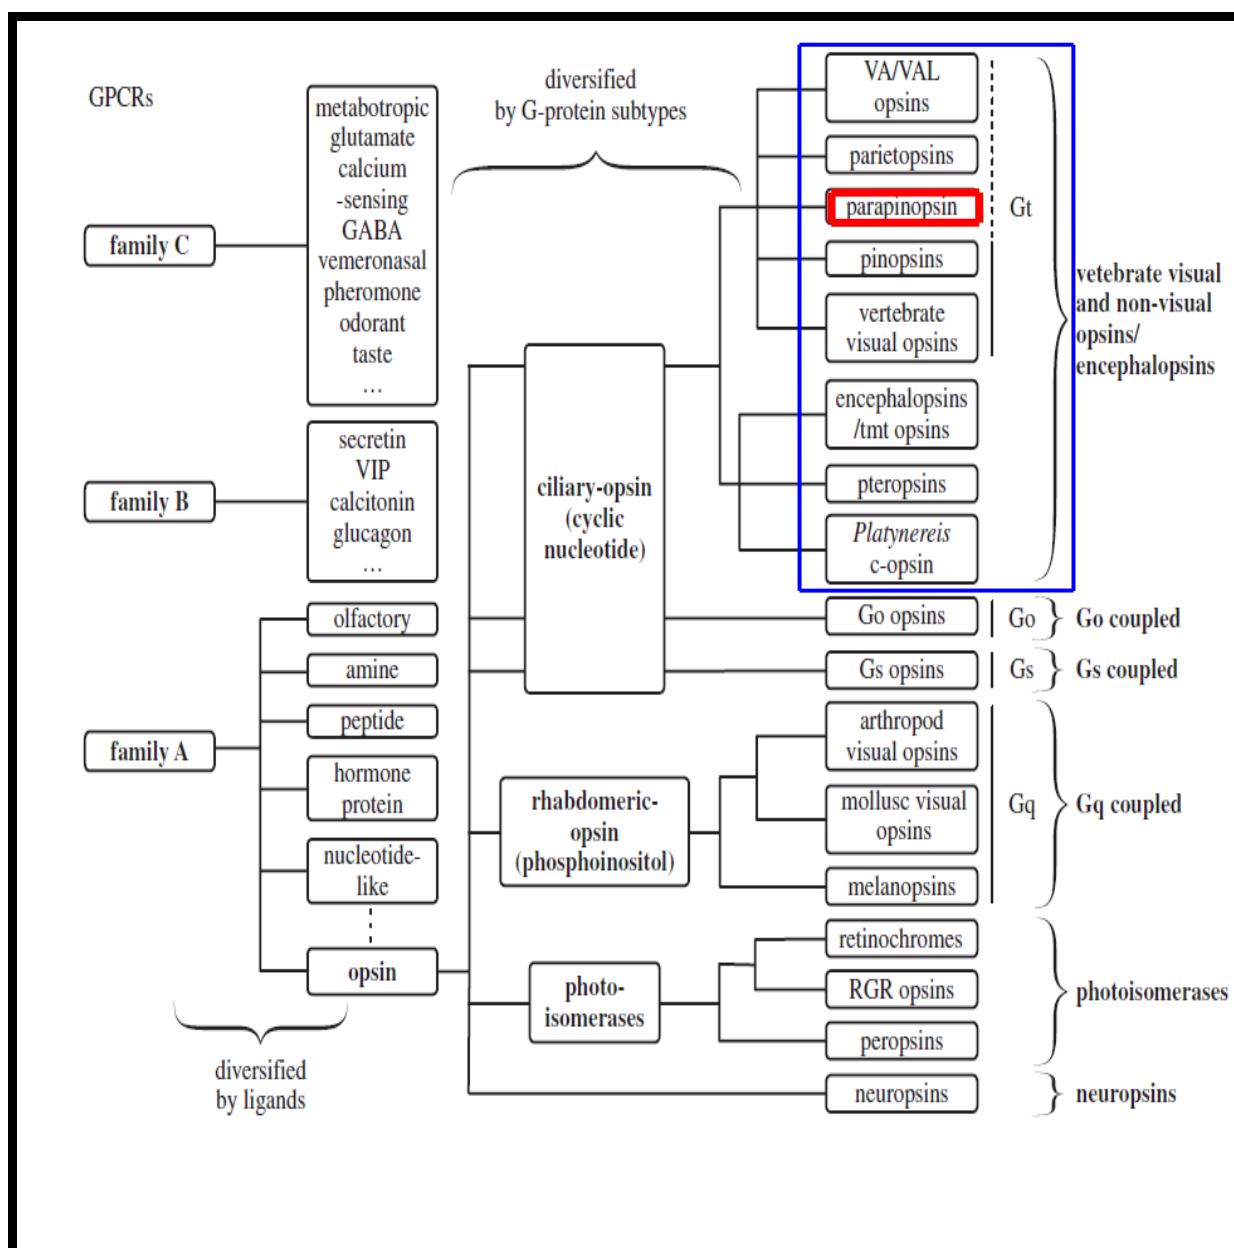 GPCRs
family C
metabotropic
glutamate
calcium
-sensing
GABA
vemeronasal
pheromone
odorant
taste
...
family B
secretin
VIP
calcitonin
glucagon
...
family A
olfactory
amine
peptide
hormone
protein
nucleotide-
like
opsin
diversified
by ligands
diversified
by G-protein subtypes
ciliary-opsin
(cyclic
nucleotide)
rhabdomeric-
opsin
(phosphoinositol)
photo-
isomerases
VA/VAL
opsins
parietopsins
parapinopsin
pinopsins
vertebrate
visual opsins
encephalopsins
/tmt opsins
pteropsins
Platynereis
c-opsin
Go opsins
Gs opsins
arthropod
visual opsins
mollusc visual
opsins
melanopsins
retinochromes
RGR opsins
peropsins
neuropsins
Gt
Go
Gs
Gq
vetebrate visual
and non-visual
opsins/
encephalopsins
Go coupled
Gs coupled
Gq coupled
photoisomerases
neuropsins